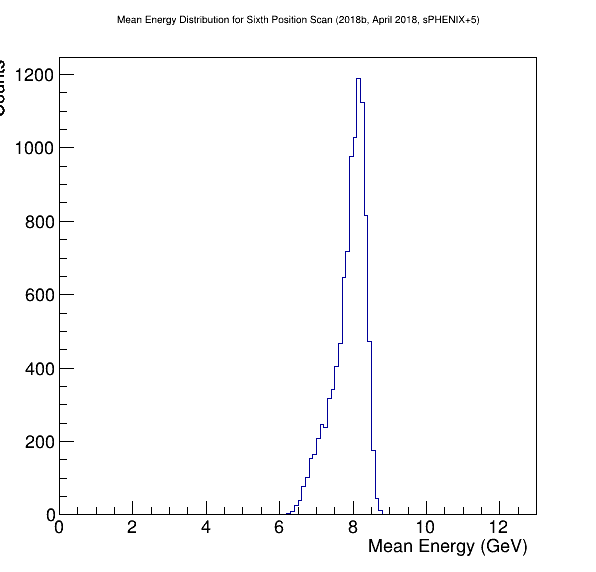 Mean Energy Distribution for Sixth Position Scan (2018b, April 2018, sPHENIX+5)
Counts
1200
1000
800
600
400
200
0
0 2 4 6 8 10 12
Mean Energy (GeV)